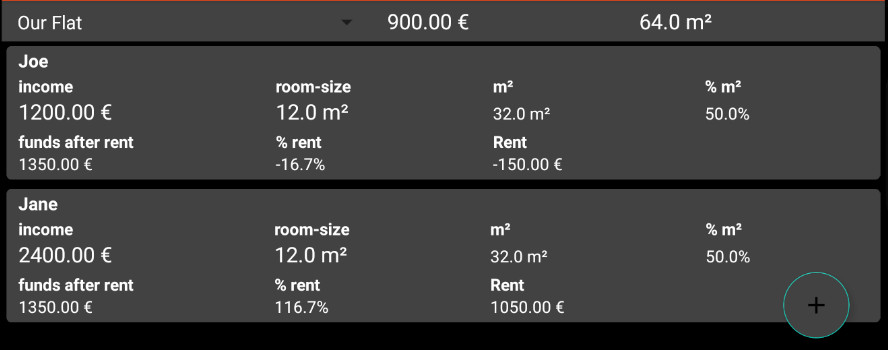 Our Flat 900.00 € 64.0 m²
Joe
income room-size m² % m²
1200.00 € 12.0 m² 32.0 m² 50.0%
funds after rent % rent Rent
1350.00 € -16.7% -150.00 €
Jane
income room-size m² % m²
2400.00 € 12.0 m² 32.0 m² 50.0%
funds after rent % rent Rent
1350.00 € 116.7% 1050.00 €
+